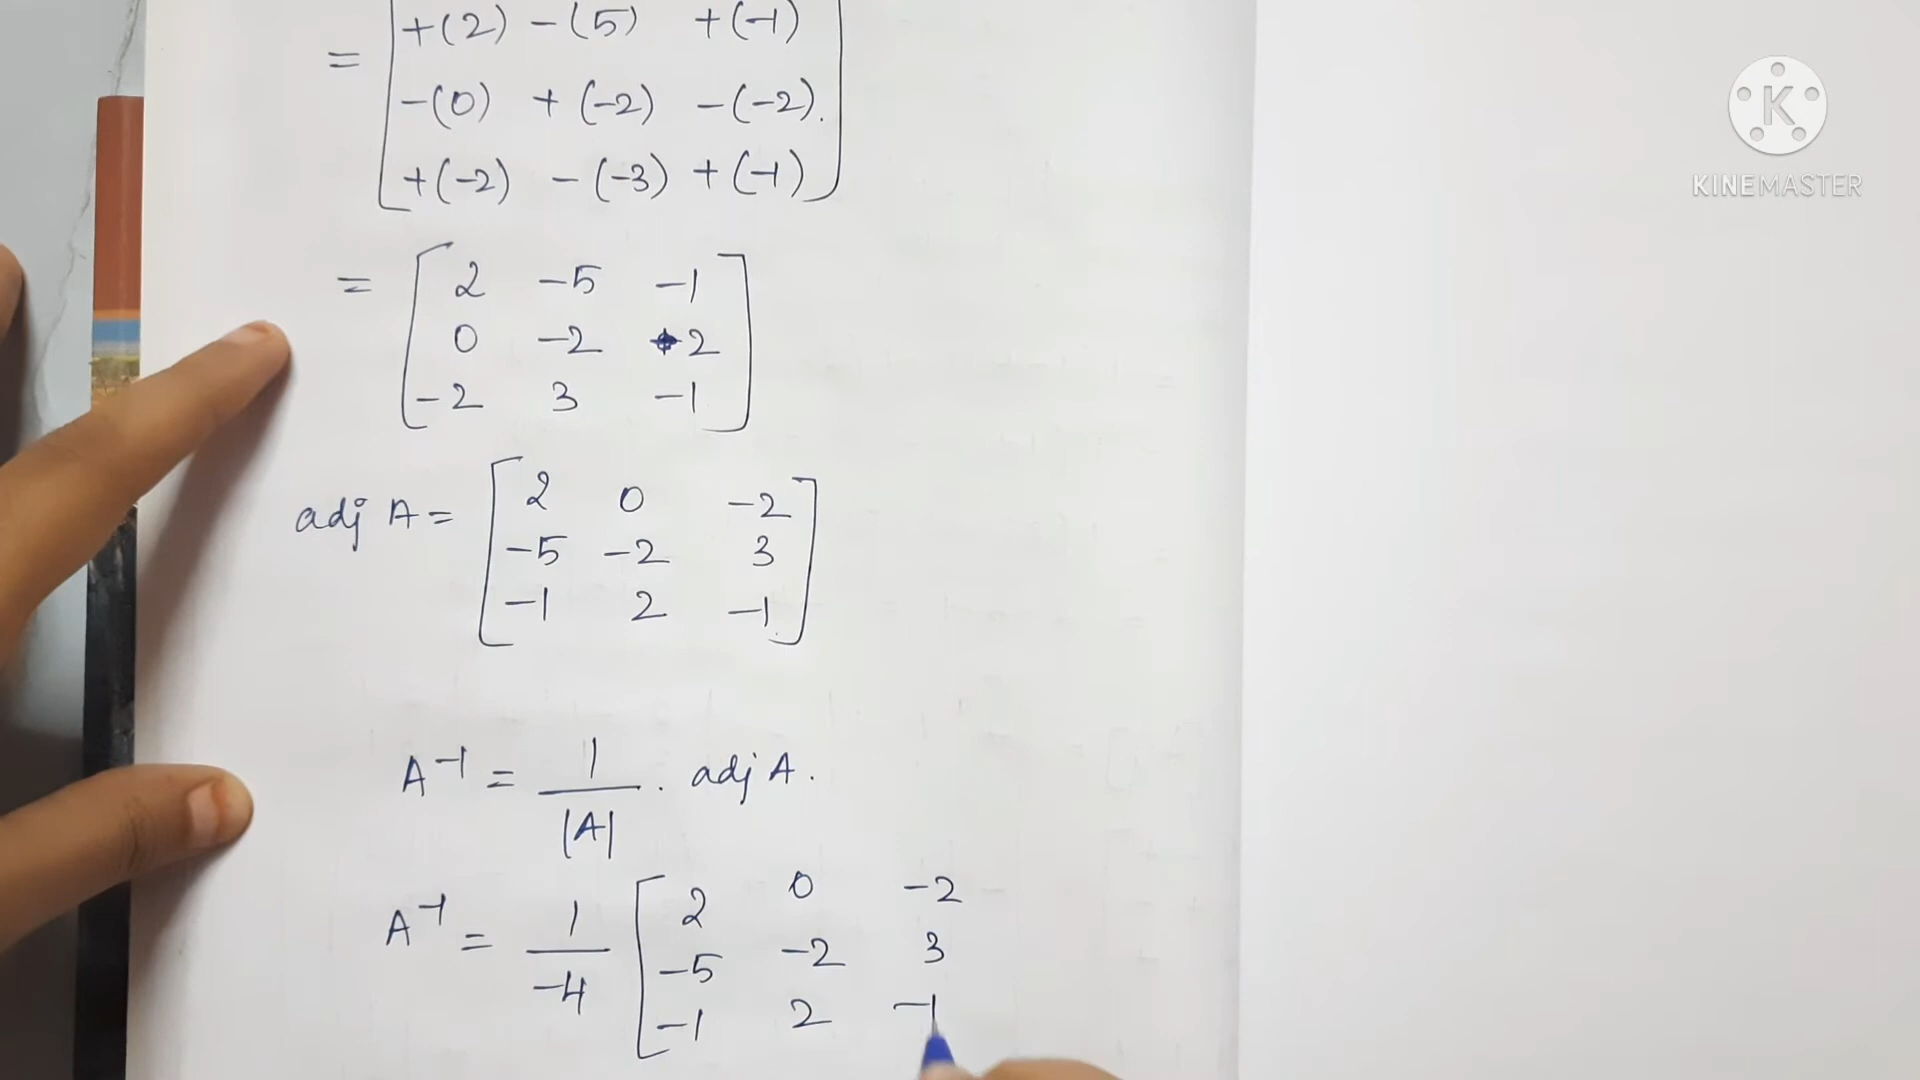 +(2) -(5) +(-1)
= -(0) +(-2) -(-2).
+(-2) -(-3) +(-1)
2 -5 -1
= 0 -2 +2
-2 3 -1
2 0 -2
adj A = -5 -2 3
-1 2 -1
A⁻¹ = 1/|A| . adj A.
2 0 -2
A⁻¹ = 1/-4 -5 -2 3
-1 2 -1
K
KINEMASTER